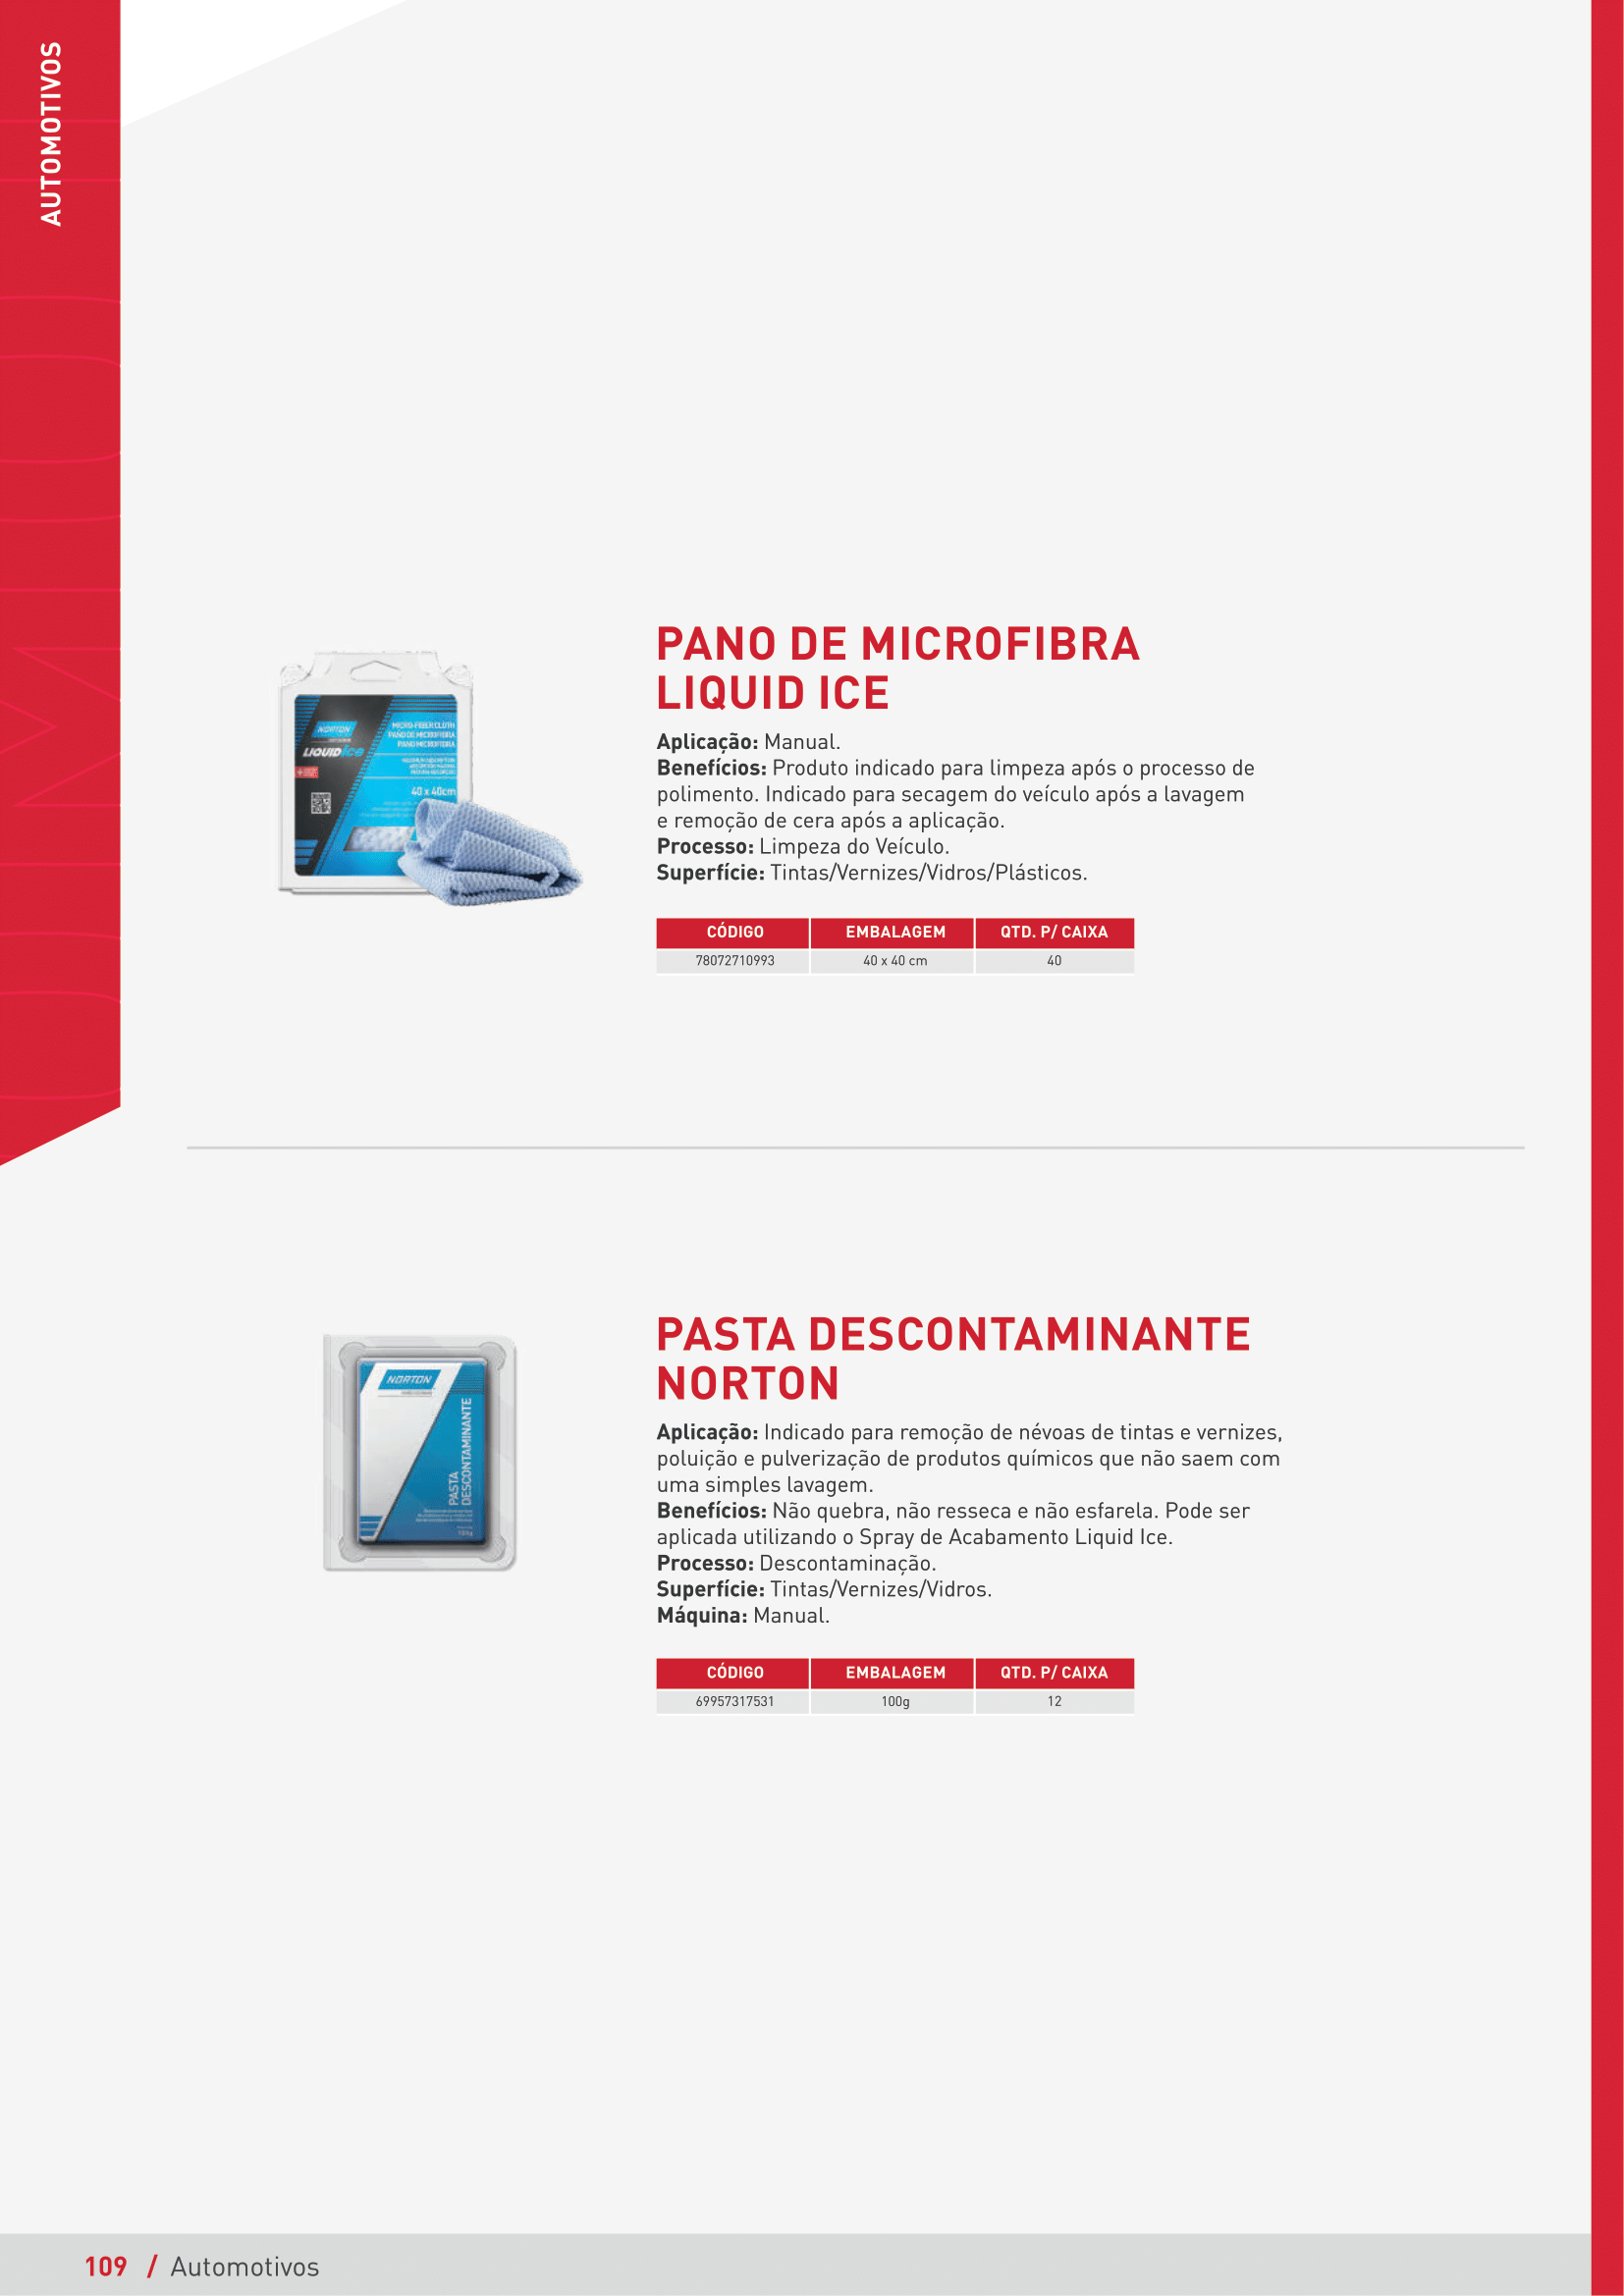 AUTOMOTIVOS
PANO DE MICROFIBRA
LIQUID ICE
Aplicação: Manual.
Benefícios: Produto indicado para limpeza após o processo de
polimento. Indicado para secagem do veículo após a lavagem
e remoção de cera após a aplicação.
Processo: Limpeza do Veículo.
Superfície: Tintas/Vernizes/Vidros/Plásticos.
CÓDIGO EMBALAGEM QTD. P/ CAIXA
78072710993 40 x 40 cm 40
NORTON
LIQUID ice
MICRO-FIBER CLOTH
PAÑO DE MICROFIBRA
PANO MICROFIBRA
40 x 40cm
PASTA DESCONTAMINANTE
NORTON
Aplicação: Indicado para remoção de névoas de tintas e vernizes,
poluição e pulverização de produtos químicos que não saem com
uma simples lavagem.
Benefícios: Não quebra, não resseca e não esfarela. Pode ser
aplicada utilizando o Spray de Acabamento Liquid Ice.
Processo: Descontaminação.
Superfície: Tintas/Vernizes/Vidros.
Máquina: Manual.
CÓDIGO EMBALAGEM QTD. P/ CAIXA
69957317531 100g 12
NORTON
PASTA
DESCONTAMINANTE
100g
109 / Automotivos